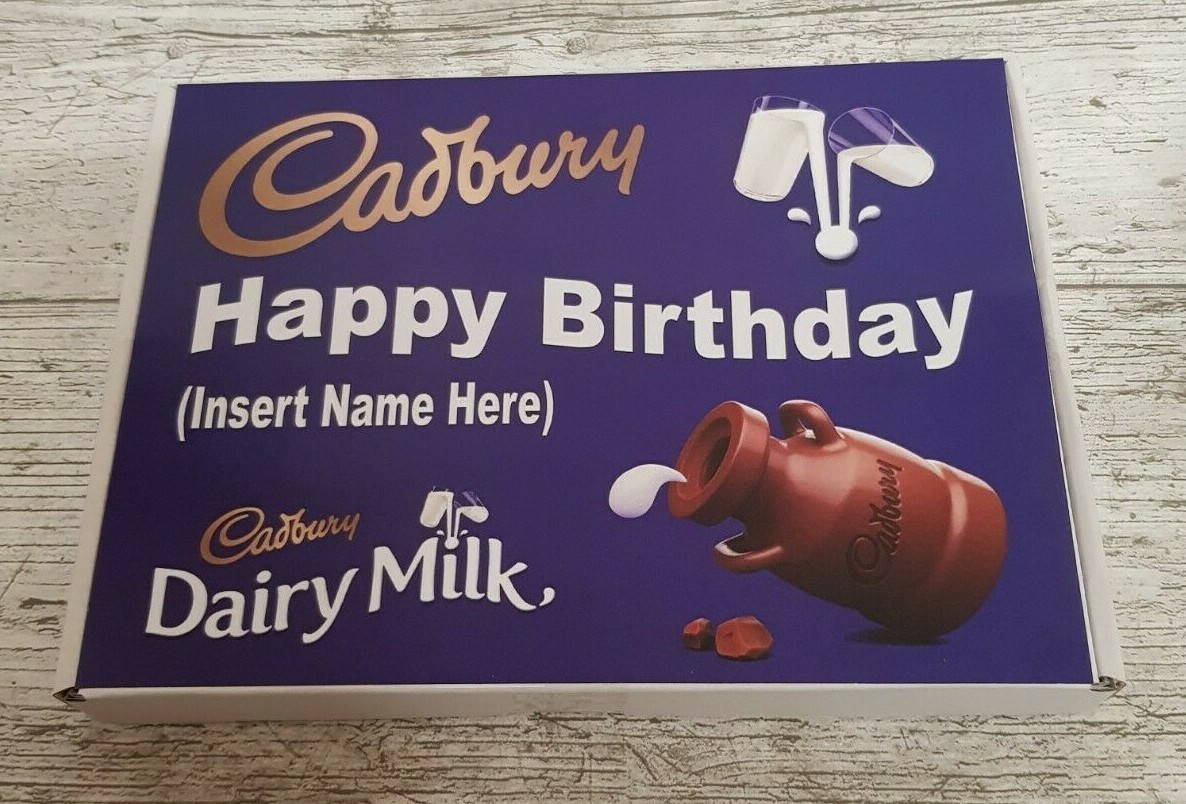 Cadbury
Happy Birthday
(Insert Name Here)
Cadbury
Cadbury
Dairy Milk,